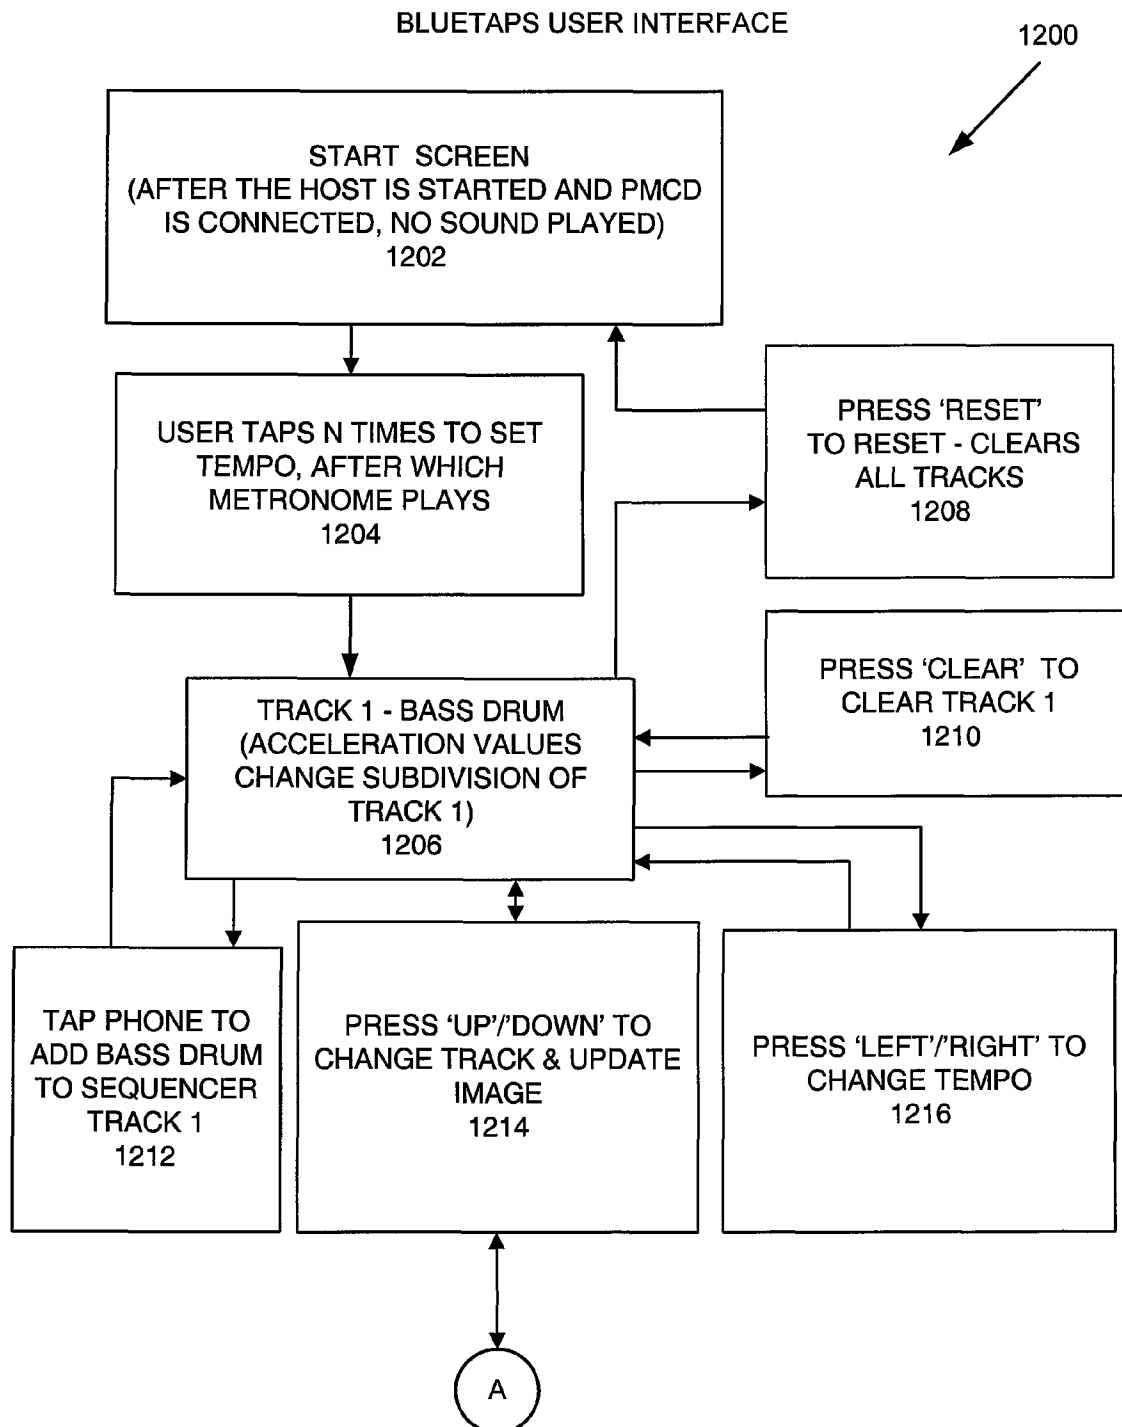 BLUETAPS USER INTERFACE
1200
START SCREEN
(AFTER THE HOST IS STARTED AND PMCD
IS CONNECTED, NO SOUND PLAYED)
1202
USER TAPS N TIMES TO SET
TEMPO, AFTER WHICH
METRONOME PLAYS
1204
PRESS ‘RESET’
TO RESET - CLEARS
ALL TRACKS
1208
PRESS ‘CLEAR’ TO
CLEAR TRACK 1
1210
TRACK 1 - BASS DRUM
(ACCELERATION VALUES
CHANGE SUBDIVISION OF
TRACK 1)
1206
TAP PHONE TO
ADD BASS DRUM
TO SEQUENCER
TRACK 1
1212
PRESS ‘UP’/’DOWN’ TO
CHANGE TRACK & UPDATE
IMAGE
1214
PRESS ‘LEFT’/’RIGHT’ TO
CHANGE TEMPO
1216
A